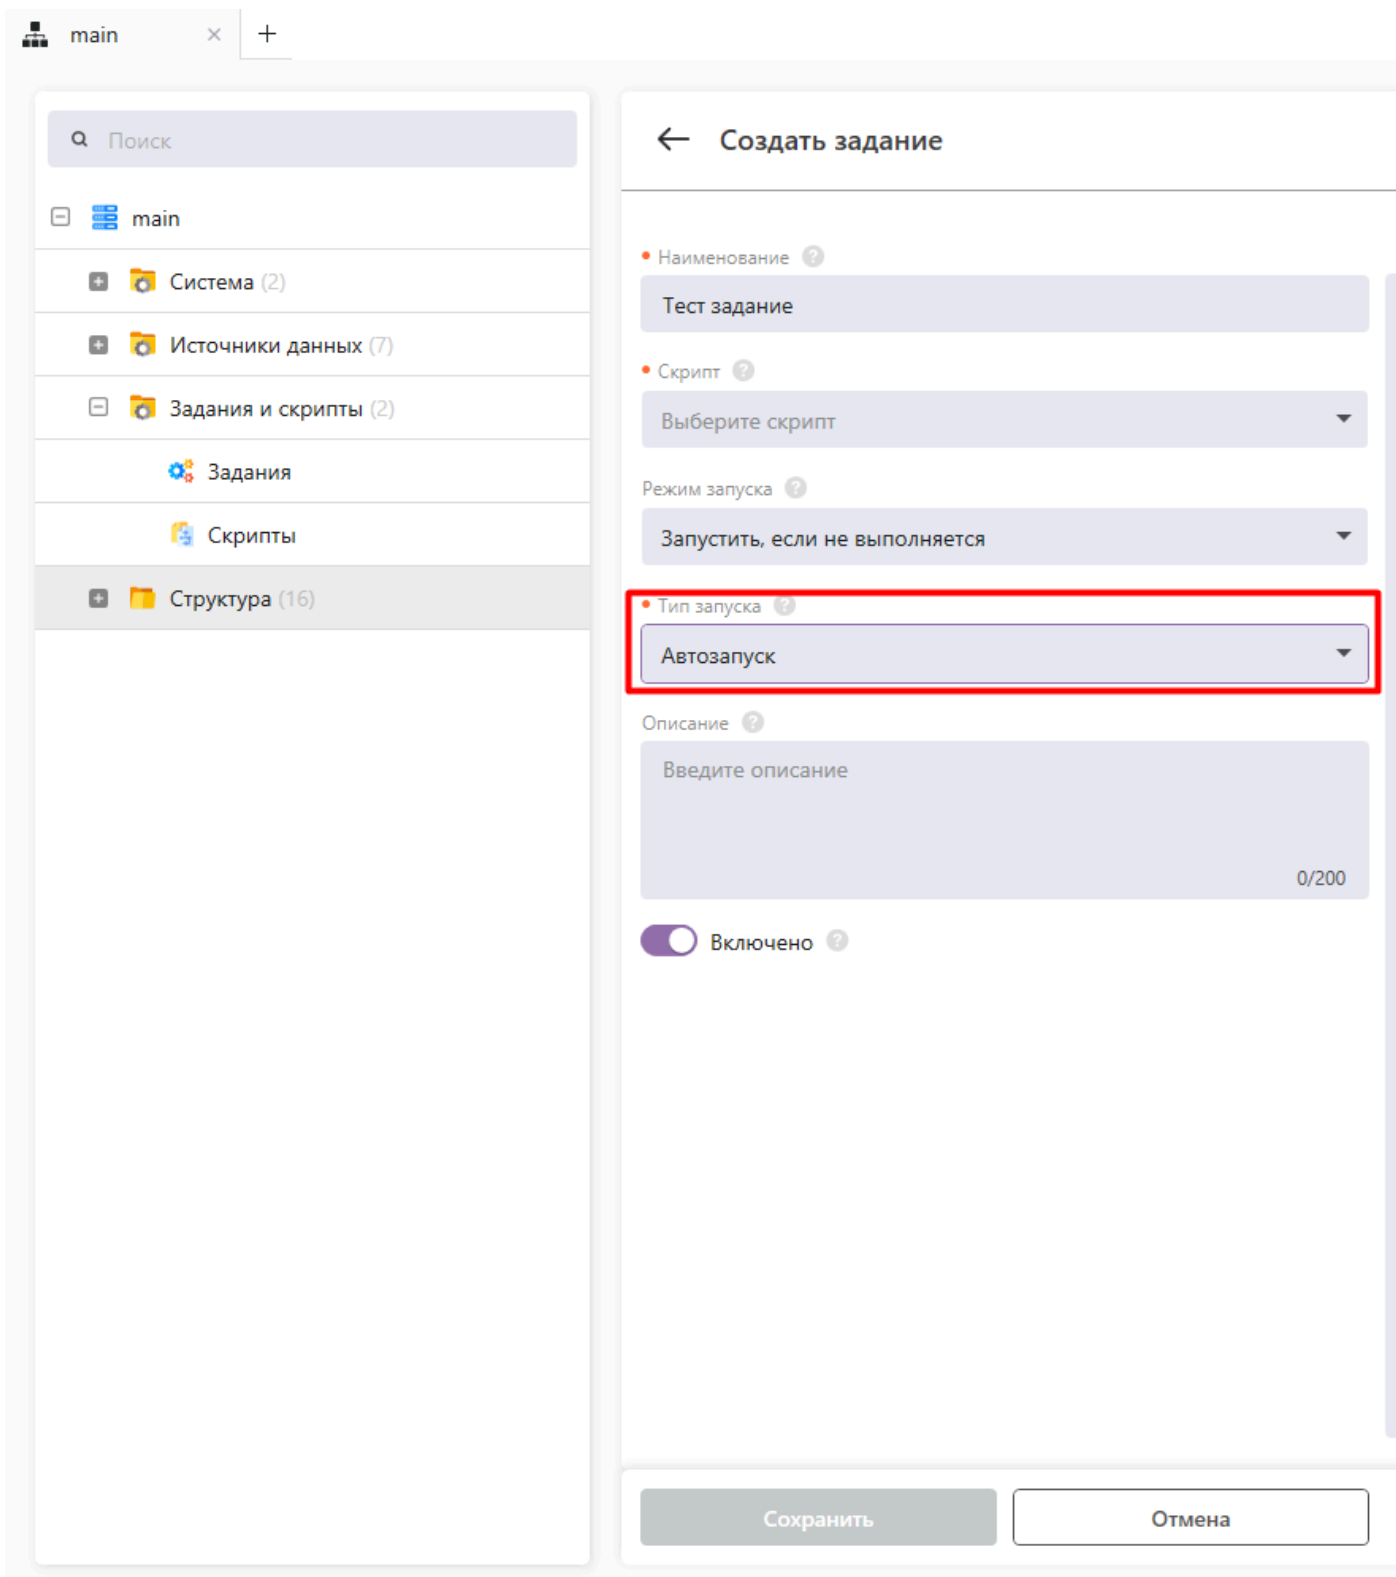 main
Поиск
main
Система (2)
Источники данных (7)
Задания и скрипты (2)
Задания
Скрипты
Структура (16)
Создать задание
Наименование
Тест задание
Скрипт
Выберите скрипт
Режим запуска
Запустить, если не выполняется
Тип запуска
Автозапуск
Описание
Введите описание
0/200
Включено
Сохранить
Отмена